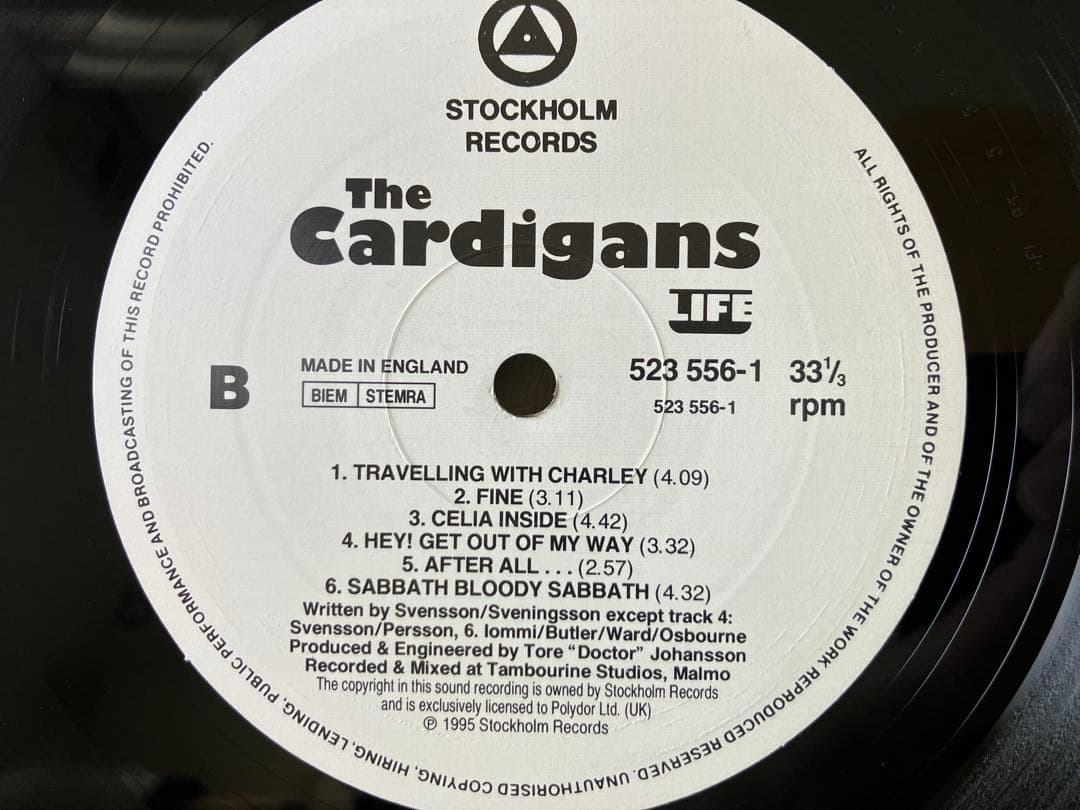 STOCKHOLM
RECORDS
The
Cardigans
LIFE
B
MADE IN ENGLAND
BIEM STEMRA
523 556-1
523 556-1
33⅓
rpm
1. TRAVELLING WITH CHARLEY (4.09)
2. FINE (3.11)
3. CELIA INSIDE (4.42)
4. HEY! GET OUT OF MY WAY (3.32)
5. AFTER ALL . . . (2.57)
6. SABBATH BLOODY SABBATH (4.32)
Written by Svensson/Sveningsson except track 4:
Svensson/Persson, 6. Iommi/Butler/Ward/Osbourne
Produced & Engineered by Tore "Doctor" Johansson
Recorded & Mixed at Tambourine Studios, Malmo
The copyright in this sound recording is owned by Stockholm Records
and is exclusively licensed to Polydor Ltd. (UK)
℗ 1995 Stockholm Records
ALL RIGHTS OF THE PRODUCER AND OF THE OWNER OF THE WORK REPRODUCED RESERVED. UNAUTHORISED COPYING, HIRING, LENDING, PUBLIC PERFORMANCE AND BROADCASTING OF THIS RECORD PROHIBITED.